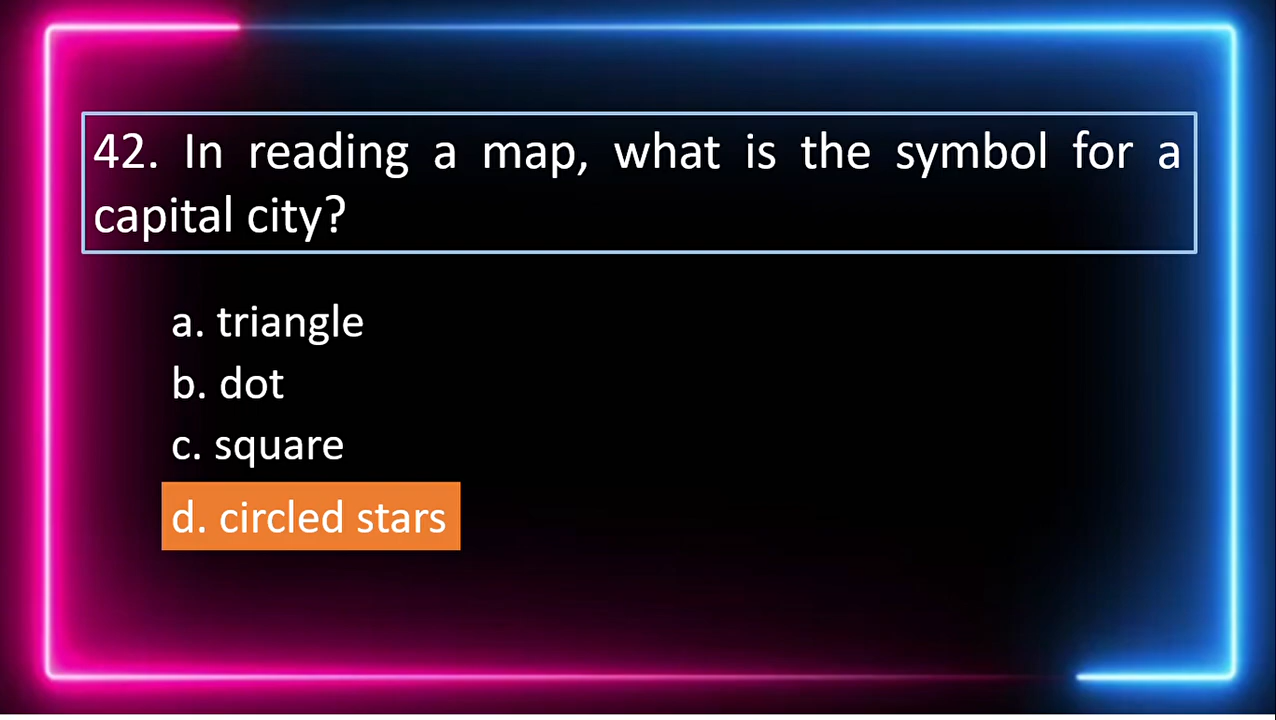 42. In reading a map, what is the symbol for a
capital city?
a. triangle
b. dot
c. square
d. circled stars